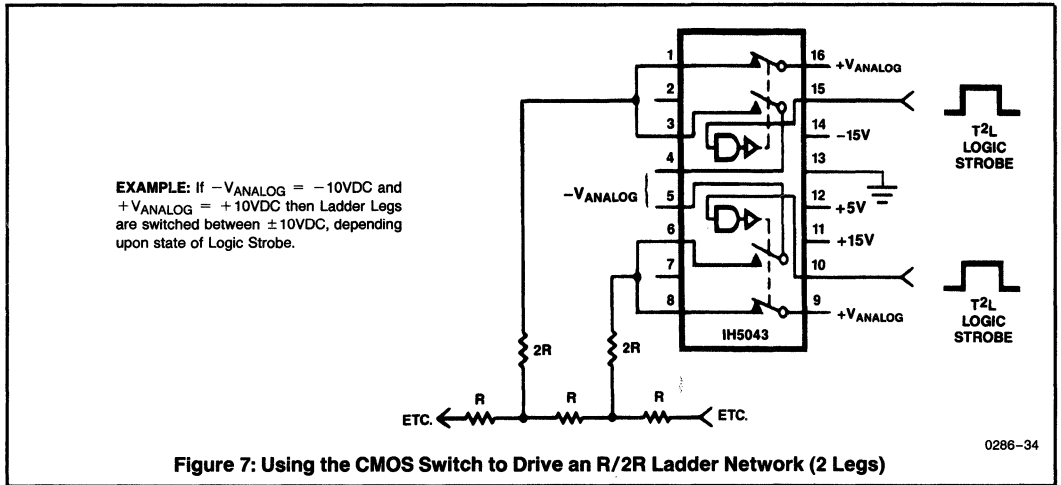 1
2
3
4
5
6
7
8
16
+VANALOG
15
14
−15V
13
12
+5V
11
+15V
10
9
+VANALOG
−VANALOG
T²L
LOGIC
STROBE
T²L
LOGIC
STROBE
IH5043
EXAMPLE: If −VANALOG = −10VDC and
+VANALOG = +10VDC then Ladder Legs
are switched between ±10VDC, depending
upon state of Logic Strobe.
2R
2R
R
R
R
ETC.
ETC.
0286–34
Figure 7: Using the CMOS Switch to Drive an R/2R Ladder Network (2 Legs)